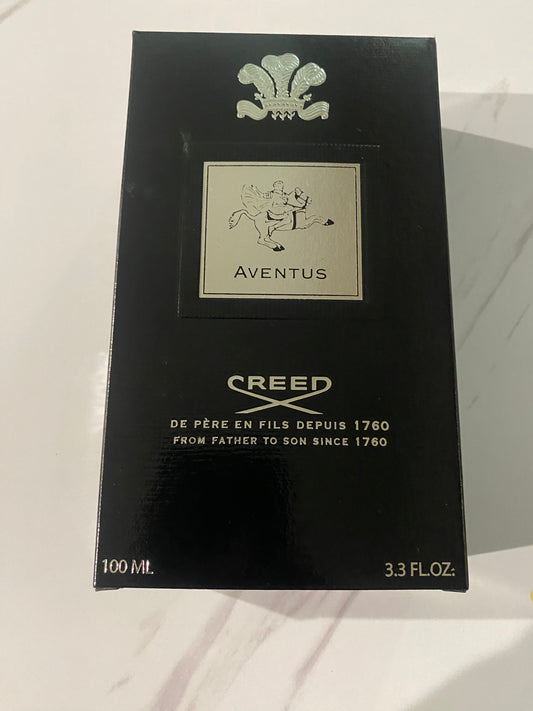 AVENTUS
CREED
DE PÈRE EN FILS DEPUIS 1760
FROM FATHER TO SON SINCE 1760
100 ML
3.3 FL.OZ: